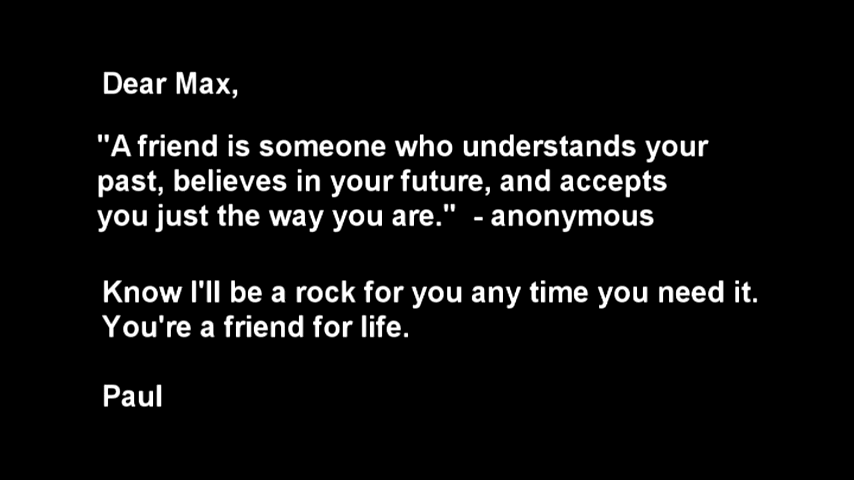 Dear Max,
"A friend is someone who understands your
past, believes in your future, and accepts
you just the way you are." - anonymous
Know I'll be a rock for you any time you need it.
You're a friend for life.
Paul